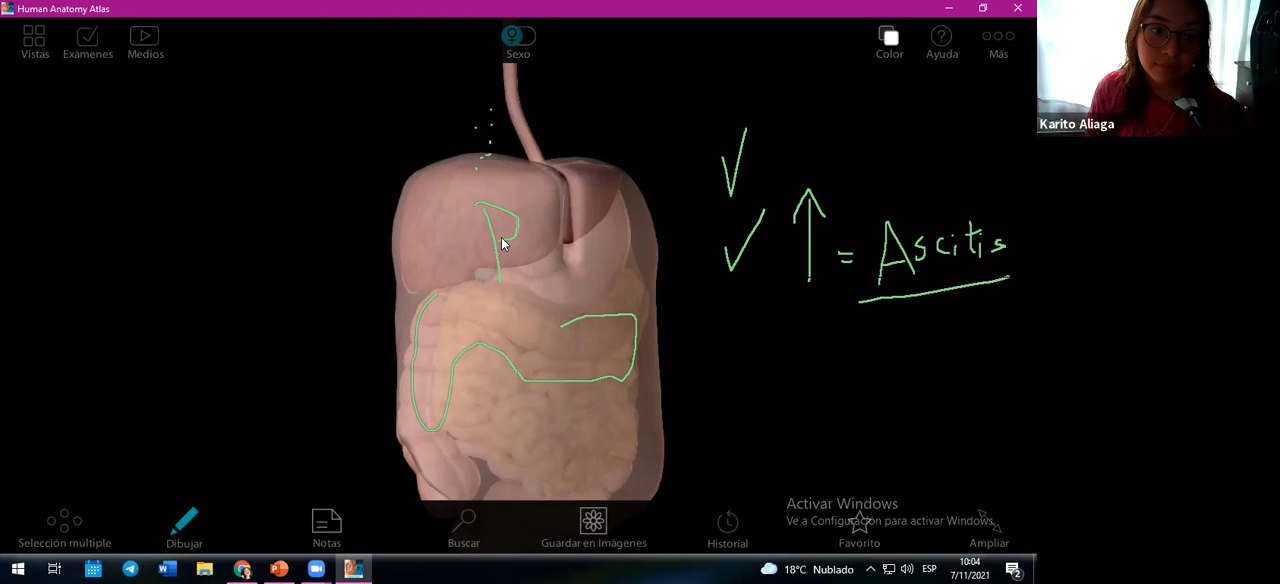 Human Anatomy Atlas
Vistas Exámenes Medios Sexo Color Ayuda Más
Karito Aliaga
P
↑ = Ascitis
Activar Windows
Ve a Configuración para activar Windows.
Selección múltiple Dibujar Notas Buscar Guardar en Imágenes Historial Favorito Ampliar
18°C Nublado ESP 10:04
7/11/2021 2